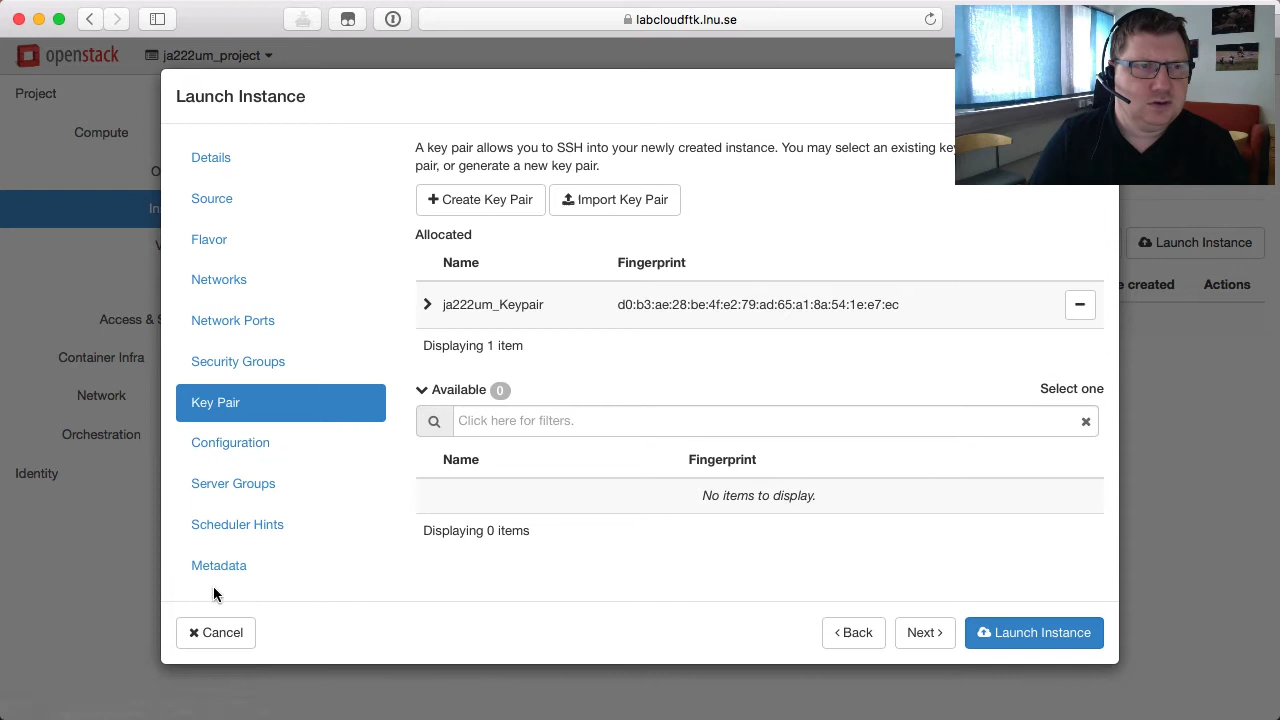 labcloudftk.lnu.se
openstack
ja222um_project
Project
Compute
O
In
V
Access & S
Container Infra
Network
Orchestration
Identity
Launch Instance
e created
Actions
Launch Instance
Details
Source
Flavor
Networks
Network Ports
Security Groups
Key Pair
Configuration
Server Groups
Scheduler Hints
Metadata
A key pair allows you to SSH into your newly created instance. You may select an existing key
pair, or generate a new key pair.
Create Key Pair
Import Key Pair
Allocated
Name
Fingerprint
ja222um_Keypair
d0:b3:ae:28:be:4f:e2:79:ad:65:a1:8a:54:1e:e7:ec
Displaying 1 item
Available 0
Select one
Click here for filters.
Name
Fingerprint
No items to display.
Displaying 0 items
Cancel
Back
Next
Launch Instance